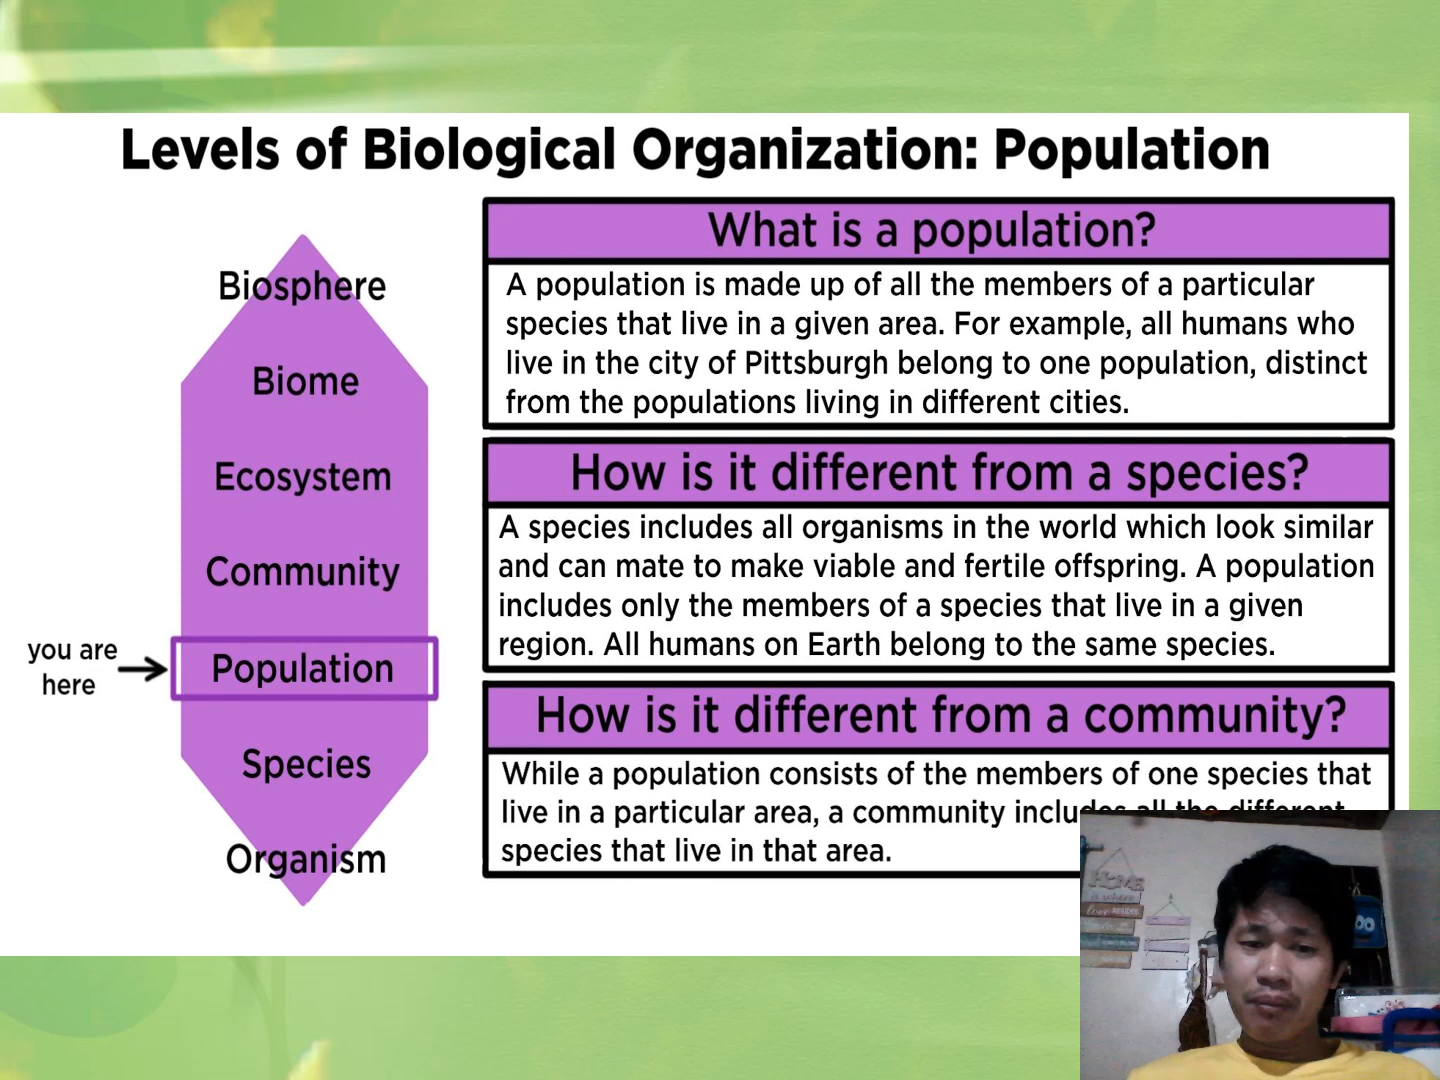 Levels of Biological Organization: Population
Biosphere
Biome
Ecosystem
Community
you are
here
Population
Species
Organism
What is a population?
A population is made up of all the members of a particular
species that live in a given area. For example, all humans who
live in the city of Pittsburgh belong to one population, distinct
from the populations living in different cities.
How is it different from a species?
A species includes all organisms in the world which look similar
and can mate to make viable and fertile offspring. A population
includes only the members of a species that live in a given
region. All humans on Earth belong to the same species.
How is it different from a community?
While a population consists of the members of one species that
live in a particular area, a community includes all the different
species that live in that area.
HOME
is where